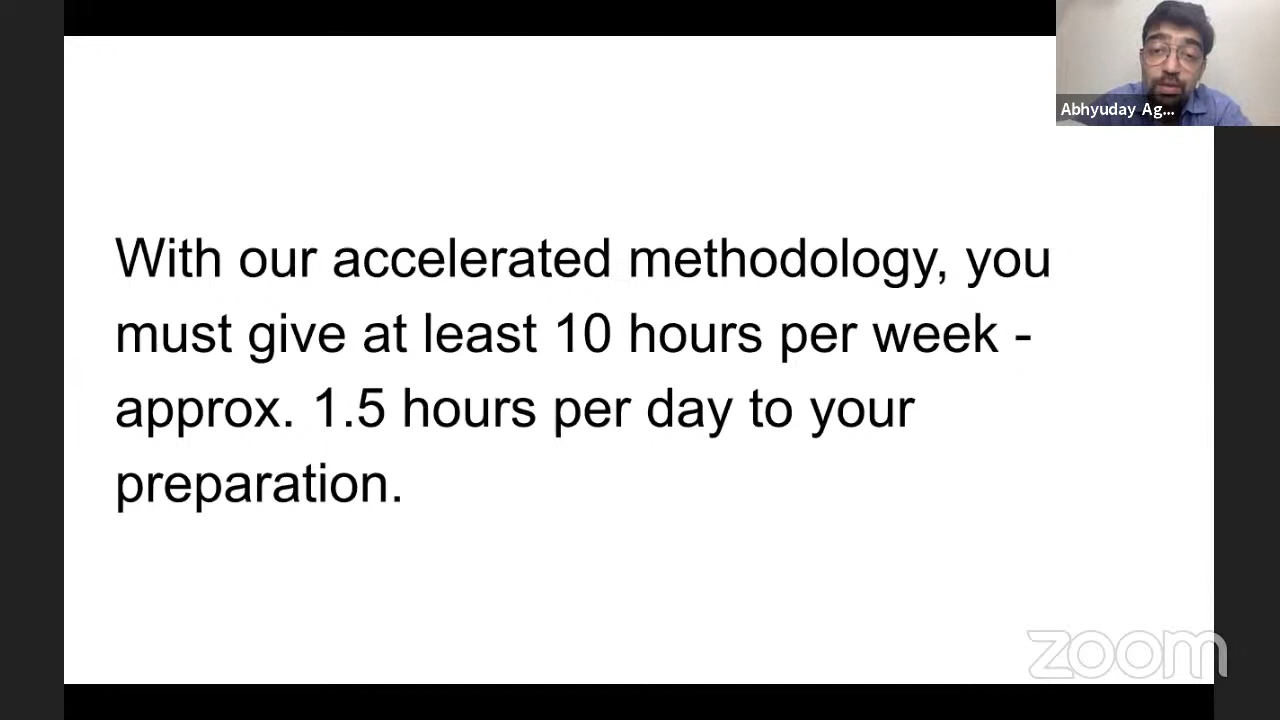 Abhyuday Ag...
With our accelerated methodology, you
must give at least 10 hours per week -
approx. 1.5 hours per day to your
preparation.
zoom